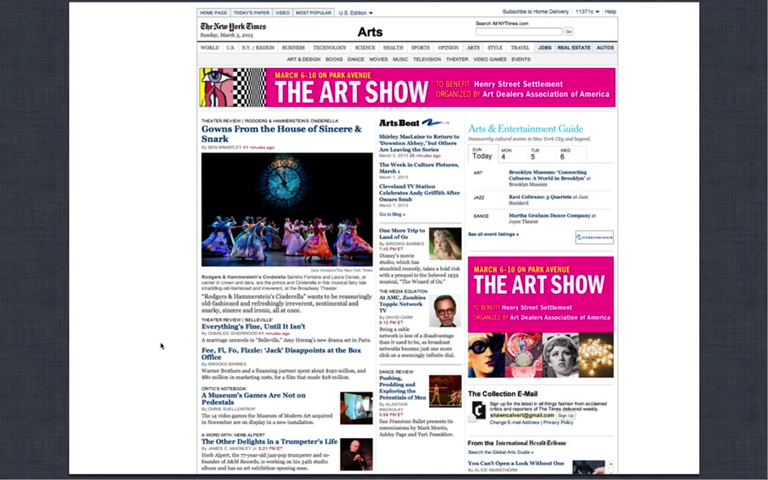 HOME PAGE TODAY'S PAPER VIDEO MOST POPULAR U.S. Edition
Subscribe to Home Delivery 11371c Help
The New York Times
Sunday, March 3, 2013
Arts
Search All NYTimes.com
Go
WORLD U.S. N.Y. / REGION BUSINESS TECHNOLOGY SCIENCE HEALTH SPORTS OPINION ARTS STYLE TRAVEL JOBS REAL ESTATE AUTOS
ART & DESIGN BOOKS DANCE MOVIES MUSIC TELEVISION THEATER VIDEO GAMES EVENTS
MARCH 6-10 ON PARK AVENUE
THE ART SHOW
TO BENEFIT Henry Street Settlement
ORGANIZED BY Art Dealers Association of America
THEATER REVIEW | 'RODGERS & HAMMERSTEIN'S CINDERELLA'
Gowns From the House of Sincere &
Snark
By BEN BRANTLEY 41 minutes ago
Rodgers & Hammerstein's Cinderella Santino Fontana and Laura Osnes, at
center in crown and tiara, are the prince and Cinderella in this musical fairy tale
straddling old-fashioned and irreverent, at the Broadway Theater.
"Rodgers & Hammerstein's Cinderella" wants to be reassuringly
old-fashioned and refreshingly irreverent, sentimental and
snarky, sincere and ironic, all at once.
THEATER REVIEW | 'BELLEVILLE'
Everything's Fine, Until It Isn't
By CHARLES ISHERWOOD 41 minutes ago
A marriage unravels in "Belleville," Amy Herzog's new drama set in Paris.
Fee, Fi, Fo, Fizzle: 'Jack' Disappoints at the Box
Office
By BROOKS BARNES
Warner Brothers and a financing partner spent about $190 million, and
$80 million in marketing costs, for a film that made $28 million.
CRITIC'S NOTEBOOK
A Museum's Games Are Not on
Pedestals
By CHRIS SUELLENTROP
The 14 video games the Museum of Modern Art acquired
in November are on display in a new installation.
A WORD WITH HERB ALPERT
The Other Delights in a Trumpeter's Life
By JAMES C. McKINLEY Jr. 5:21 PM ET
Herb Alpert, the 77-year-old jazz-pop trumpeter and co-
founder of A&M Records, is working on his 34th studio
album and has an art exhibition opening soon.
ArtsBeat
Shirley MacLaine to Return to
'Downton Abbey,' but Others
Are Leaving the Series
March 3, 2013
The Week in Culture Pictures,
March 1
March 1, 2013
Cleveland TV Station
Celebrates Andy Griffith After
Oscars Snub
March 1, 2013
Go to Blog »
One More Trip to
Land of Oz
By BROOKS BARNES
7:45 PM ET
Disney's movie
studio, which has
stumbled recently, takes a bold risk
with a prequel to the beloved 1939
musical, "The Wizard of Oz."
THE MEDIA EQUATION
At AMC, Zombies
Topple Network
TV
By DAVID CARR
6:12 PM ET
Being a cable
network is less of a disadvantage
than it used to be, as broadcast
networks become just one more
click on a seemingly infinite dial.
DANCE REVIEW
Pushing,
Prodding and
Exploring the
Potentials of Men
By ALASTAIR
MACAULAY
5:58 PM ET
San Francisco Ballet presents its
commissions by Mark Morris,
Ashley Page and Yuri Possokhov.
Arts & Entertainment Guide
Noteworthy cultural events in New York City and beyond.
SUN MON TUE WED
Today 4 5 6
ART Brooklyn Museum: 'Connecting
Cultures: A World in Brooklyn' at
Brooklyn Museum
JAZZ Ravi Coltrane: 3 Quartets at Jazz
Standard
DANCE Martha Graham Dance Company at
Joyce Theater
See all event listings »
MARCH 6-10 ON PARK AVENUE
THE ART SHOW
TO BENEFIT Henry Street Settlement
ORGANIZED BY Art Dealers Association of America
The Collection E-Mail
Sign up for the latest in all things fashion from acclaimed
critics and reporters of The Times delivered weekly.
shawncalvert@gmail.com Sign Up
Change E-mail Address | Privacy Policy
From the International Herald Tribune
Search the Global Arts Guide »
You Can't Open a Look Without One
By ALICE RAWSTHORN